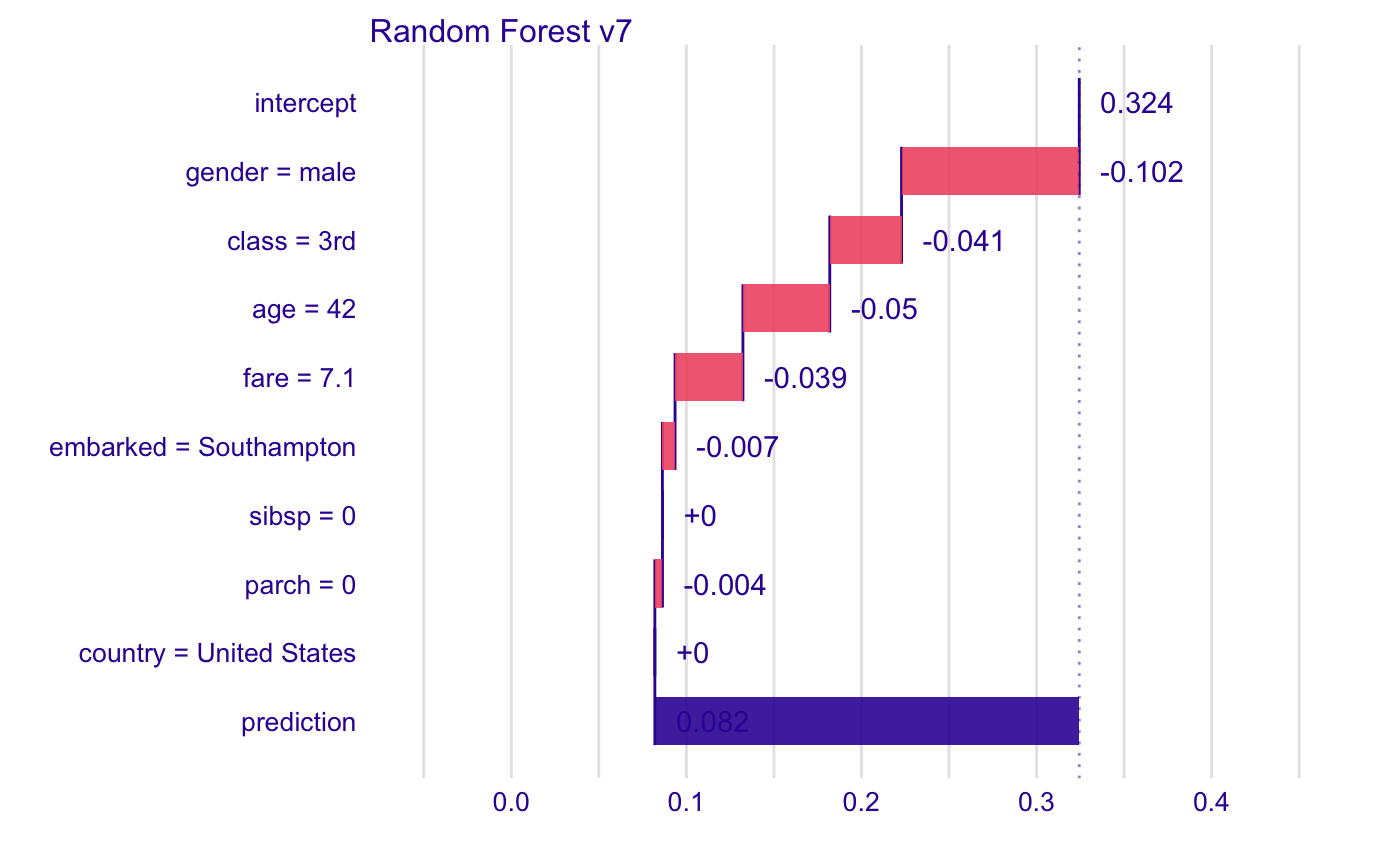 Random Forest v7
intercept 0.324
gender = male -0.102
class = 3rd -0.041
age = 42 -0.05
fare = 7.1 -0.039
embarked = Southampton -0.007
sibsp = 0 +0
parch = 0 -0.004
country = United States +0
prediction 0.082
0.0 0.1 0.2 0.3 0.4